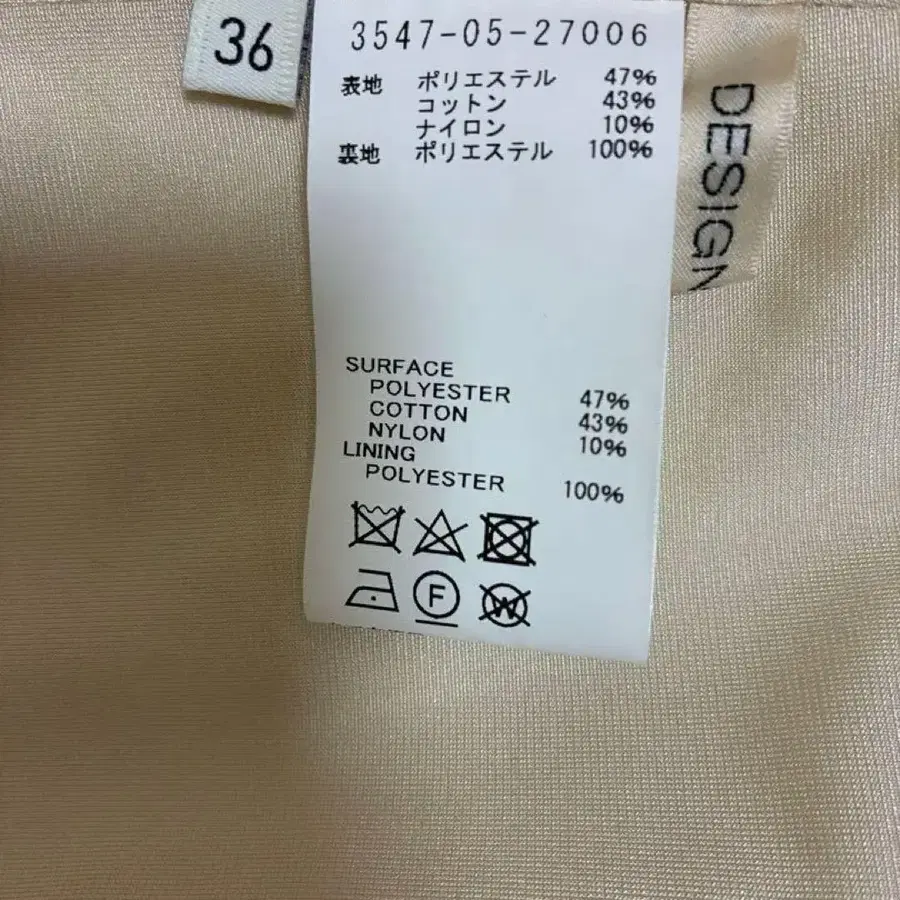 36
3547-05-27006
表地 ポリエステル 47%
コットン 43%
ナイロン 10%
裏地 ポリエステル 100%
DESIGN
SURFACE
POLYESTER 47%
COTTON 43%
NYLON 10%
LINING
POLYESTER 100%
F
W